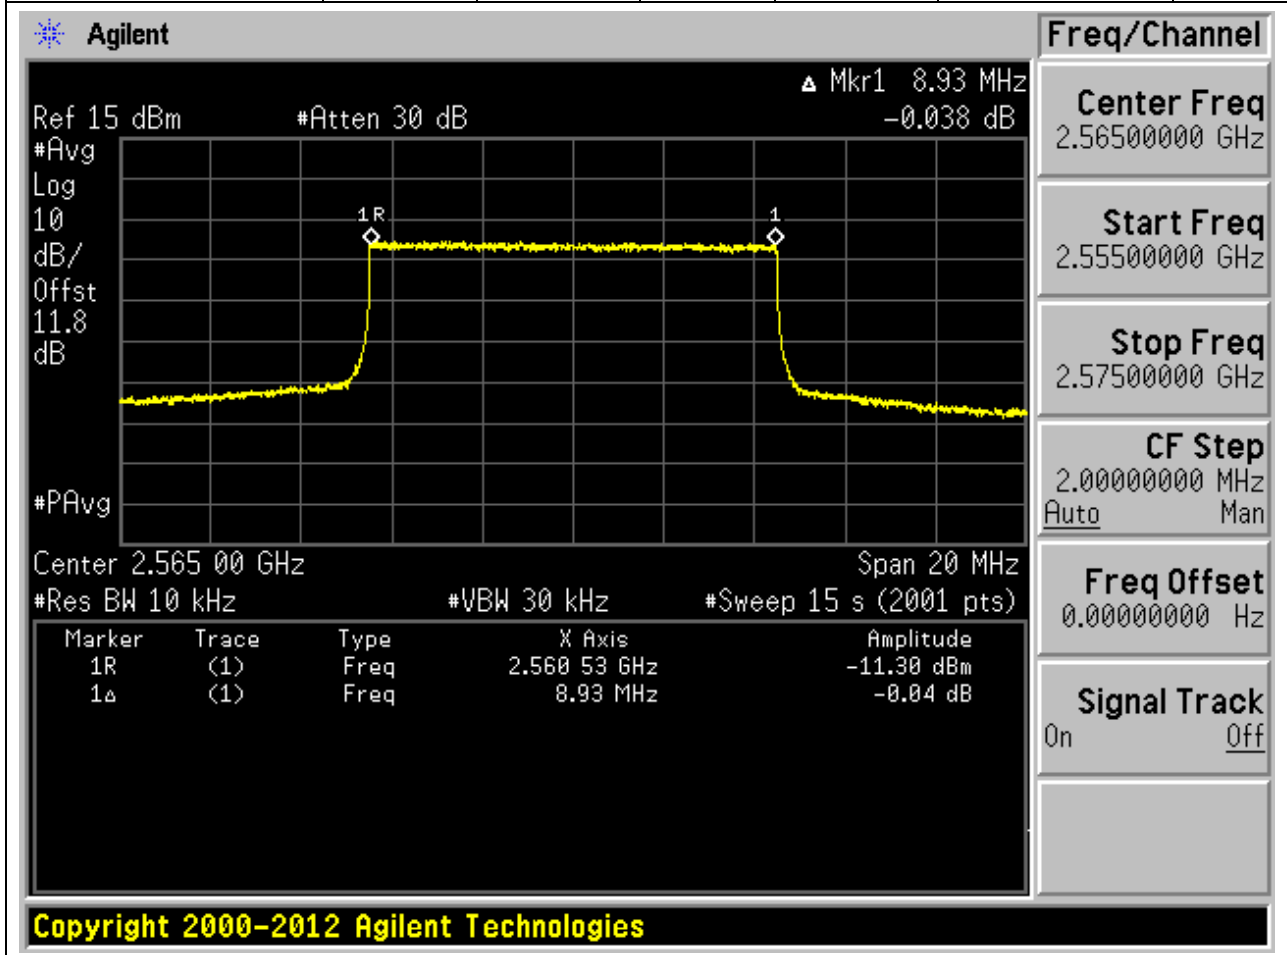 Agilent
Freq/Channel
▵ Mkr1 8.93 MHz
Ref 15 dBm #Atten 30 dB -0.038 dB
#Avg
Log
10
dB/
Offst
11.8
dB
#PAvg
1R
1
Center 2.565 00 GHz Span 20 MHz
#Res BW 10 kHz #VBW 30 kHz #Sweep 15 s (2001 pts)
Marker Trace Type X Axis Amplitude
1R (1) Freq 2.560 53 GHz -11.30 dBm
1▵ (1) Freq 8.93 MHz -0.04 dB
Center Freq
2.56500000 GHz
Start Freq
2.55500000 GHz
Stop Freq
2.57500000 GHz
CF Step
2.00000000 MHz
Auto Man
Freq Offset
0.00000000 Hz
Signal Track
On Off
Copyright 2000-2012 Agilent Technologies